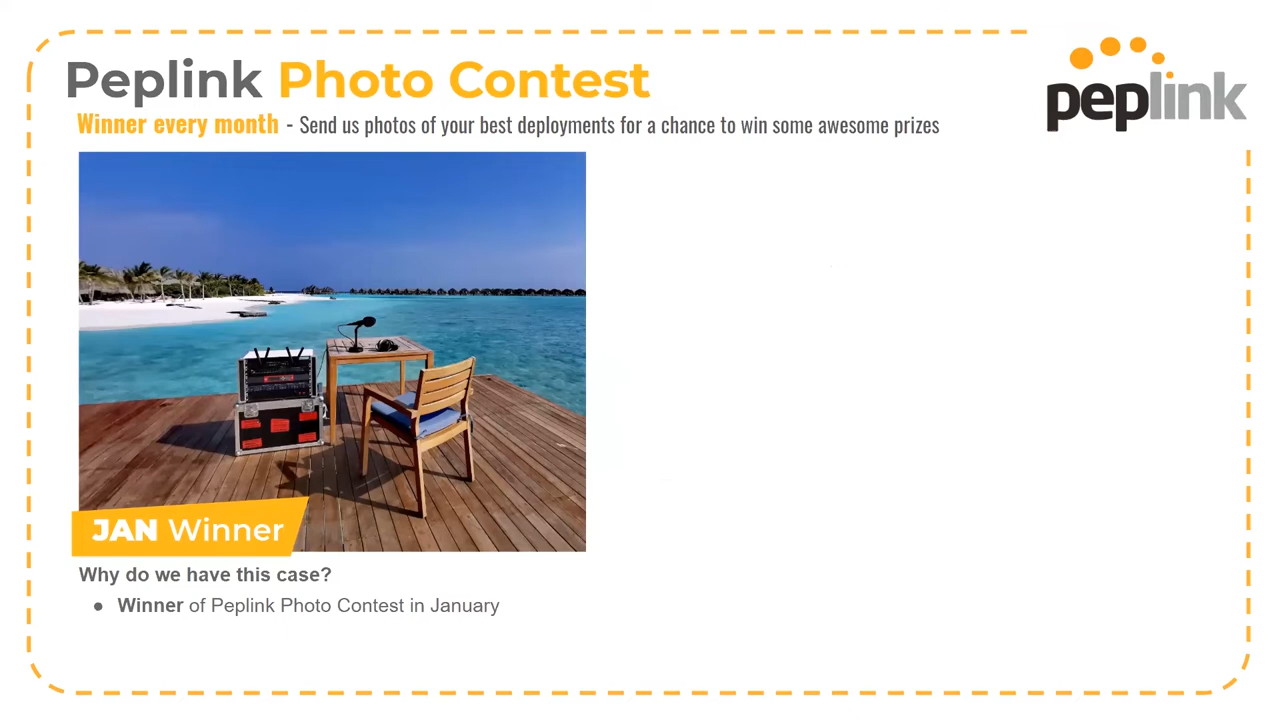 Peplink Photo Contest
peplink
Winner every month - Send us photos of your best deployments for a chance to win some awesome prizes
JAN Winner
Why do we have this case?
● Winner of Peplink Photo Contest in January